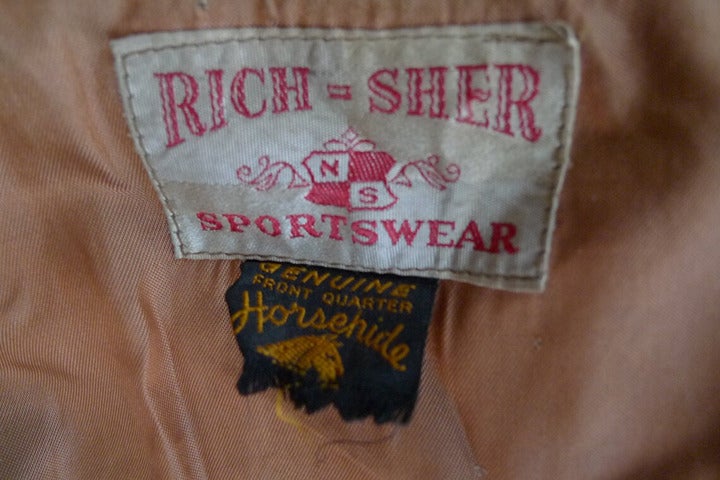 RICH = SHER
N
S
SPORTSWEAR
GENUINE
FRONT QUARTER
Horsehide